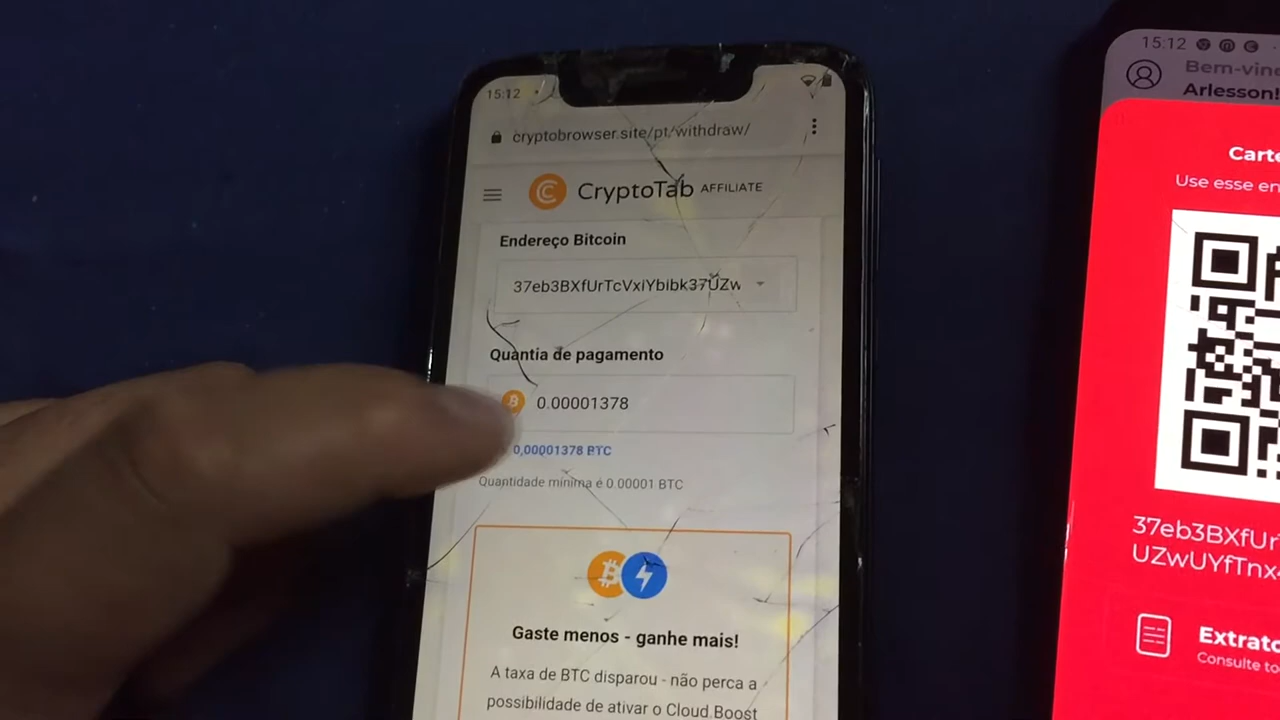 15:12
cryptobrowser.site/pt/withdraw/
CryptoTab AFFILIATE
Endereço Bitcoin
37eb3BXfUrTcVxiYbibk37UZw
Quantia de pagamento
0.00001378
0,00001378 BTC
Quantidade mínima é 0.00001 BTC
Gaste menos - ganhe mais!
A taxa de BTC disparou - não perca a
possibilidade de ativar o Cloud.Boost
15:12
Bem-vin
Arlesson!
Carte
Use esse en
37eb3BXfUr
UZwUYfTnx
Extrato
Consulte to